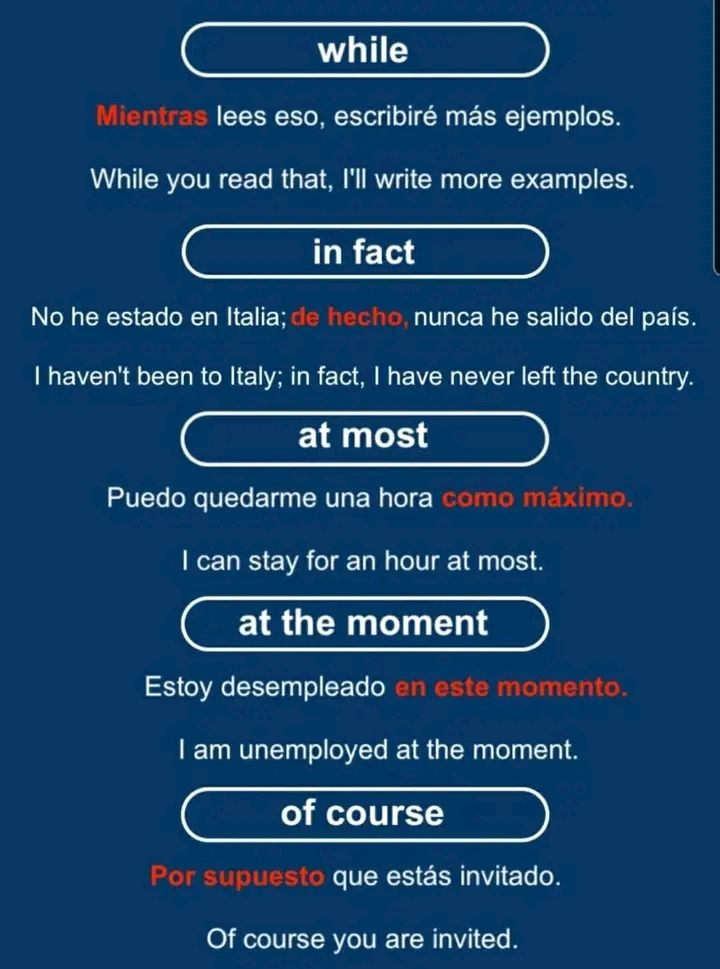 while
Mientras lees eso, escribiré más ejemplos.
While you read that, I'll write more examples.
in fact
No he estado en Italia; de hecho, nunca he salido del país.
I haven't been to Italy; in fact, I have never left the country.
at most
Puedo quedarme una hora como máximo.
I can stay for an hour at most.
at the moment
Estoy desempleado en este momento.
I am unemployed at the moment.
of course
Por supuesto que estás invitado.
Of course you are invited.